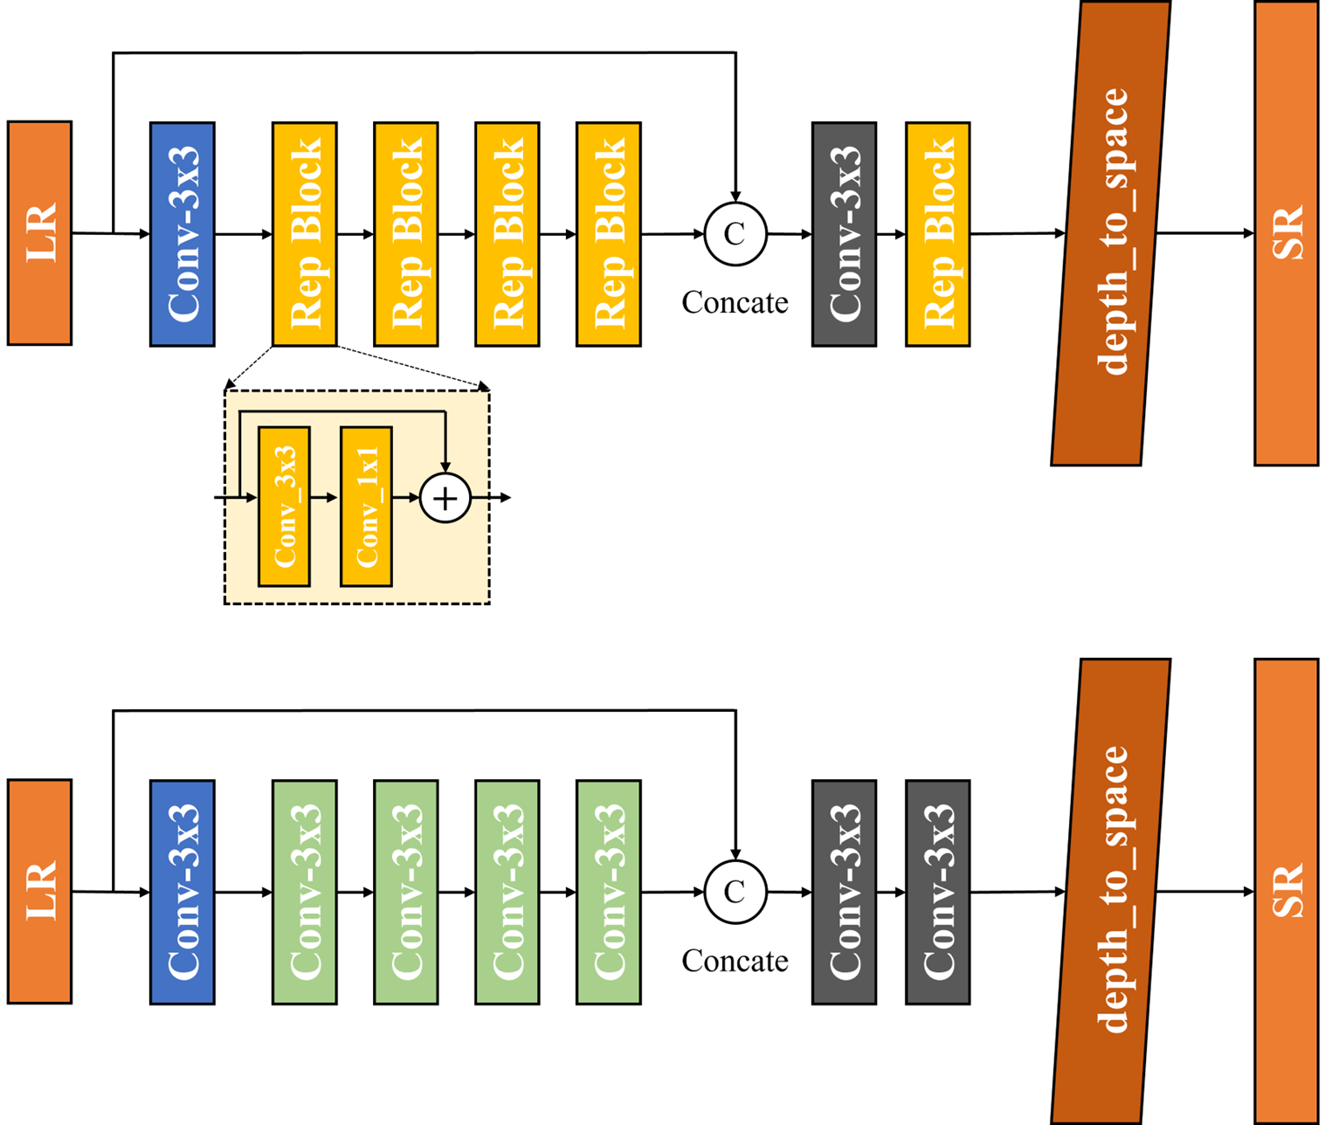 LR
Conv-3x3
Rep Block
Rep Block
Rep Block
Rep Block
C
Concate
Conv-3x3
Rep Block
depth_to_space
SR
Conv_3x3
Conv_1x1
+
LR
Conv-3x3
Conv-3x3
Conv-3x3
Conv-3x3
Conv-3x3
C
Concate
Conv-3x3
Conv-3x3
depth_to_space
SR